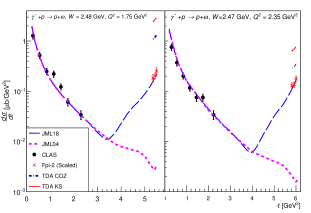 γ* +p → p+ω, W = 2.48 GeV, Q² = 1.75 GeV²
γ* +p → p+ω, W=2.47 GeV, Q² = 2.35 GeV²
dσ/dt [μb/GeV²]
10⁻¹
10⁻²
10⁻³
JML18
JML04
CLAS
Fpi-2 (Scaled)
TDA COZ
TDA KS
0 1 2 3 4 5
0 1 2 3 4 5 6
-t [GeV²]